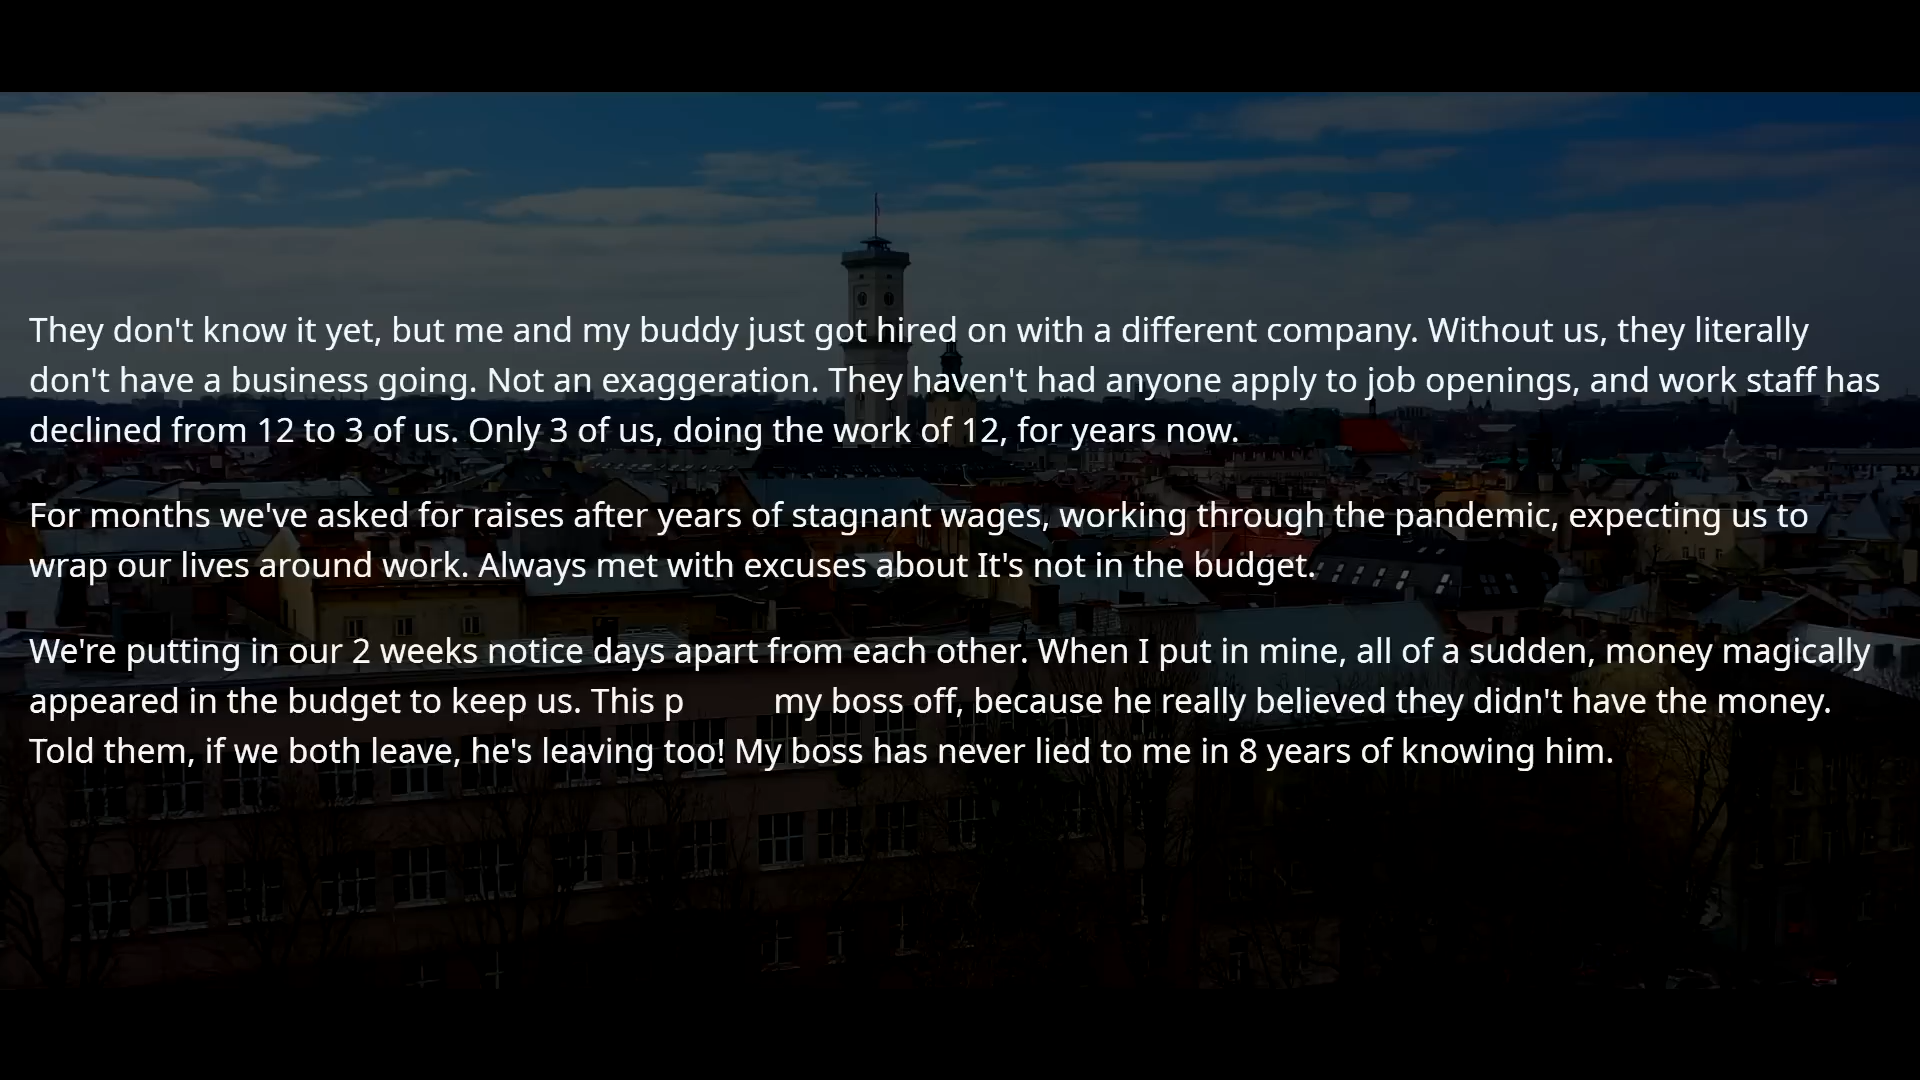 They don't know it yet, but me and my buddy just got hired on with a different company. Without us, they literally
don't have a business going. Not an exaggeration. They haven't had anyone apply to job openings, and work staff has
declined from 12 to 3 of us. Only 3 of us, doing the work of 12, for years now.
For months we've asked for raises after years of stagnant wages, working through the pandemic, expecting us to
wrap our lives around work. Always met with excuses about It's not in the budget.
We're putting in our 2 weeks notice days apart from each other. When I put in mine, all of a sudden, money magically
appeared in the budget to keep us. This p my boss off, because he really believed they didn't have the money.
Told them, if we both leave, he's leaving too! My boss has never lied to me in 8 years of knowing him.